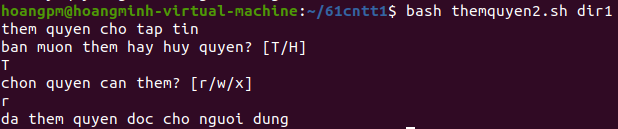 hoangpm@hoangminh-virtual-machine:~/61cntt1$ bash themquyen2.sh dir1
them quyen cho tap tin
ban muon them hay huy quyen? [T/H]
T
chon quyen can them? [r/w/x]
r
da them quyen doc cho nguoi dung